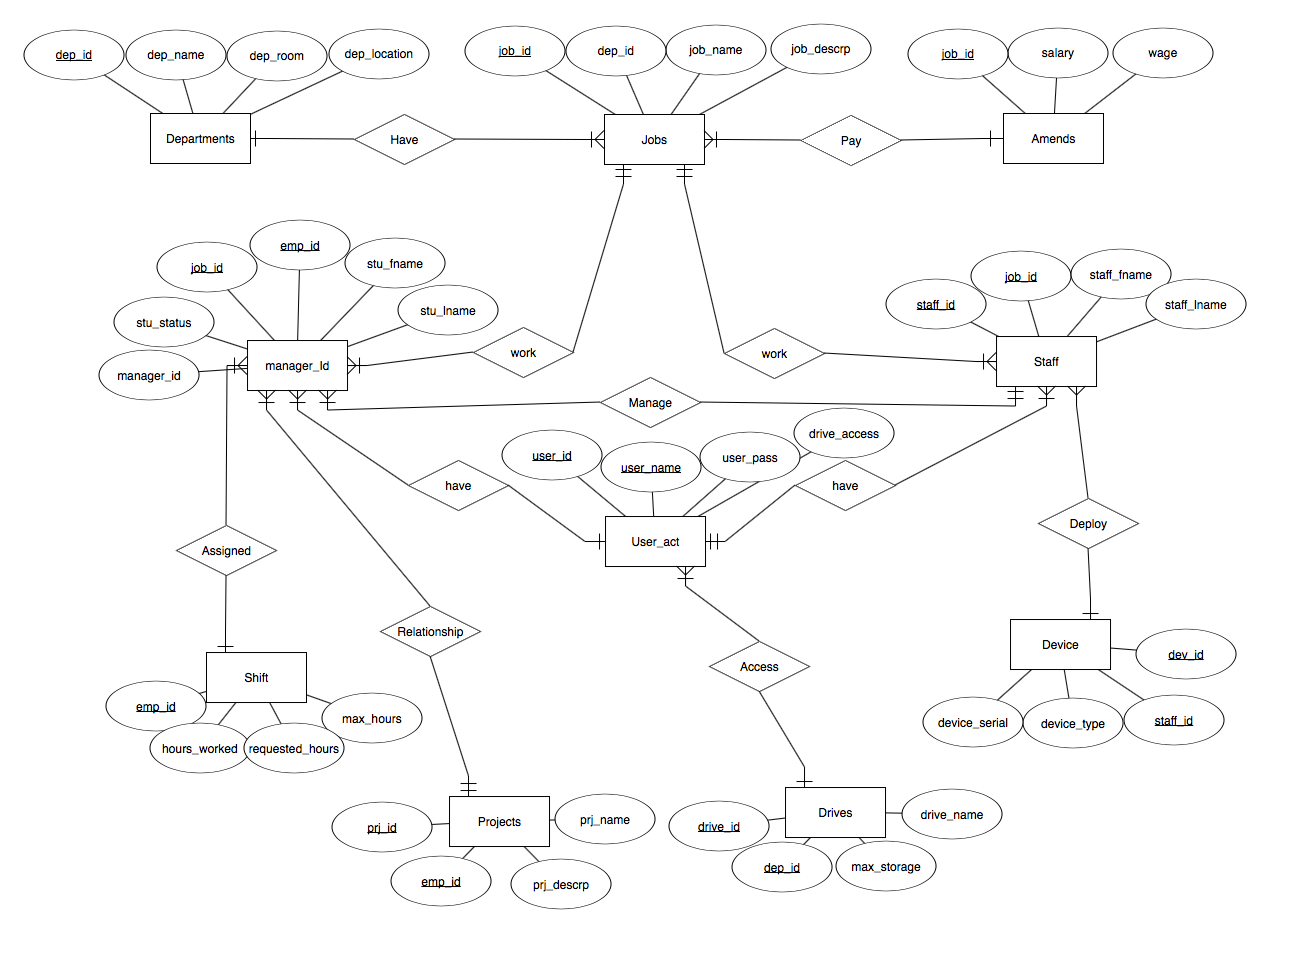 dep_id
dep_name
dep_room
dep_location
job_id
dep_id
job_name
job_descrp
job_id
salary
wage
Departments
Have
Jobs
Pay
Amends
job_id
emp_id
stu_fname
stu_lname
stu_status
manager_id
manager_Id
work
work
staff_id
job_id
staff_fname
staff_lname
Staff
Manage
user_id
user_name
user_pass
drive_access
have
have
User_act
Assigned
Deploy
Relationship
Access
Shift
emp_id
hours_worked
requested_hours
max_hours
Device
dev_id
device_serial
device_type
staff_id
prj_id
Projects
prj_name
emp_id
prj_descrp
drive_id
Drives
drive_name
dep_id
max_storage